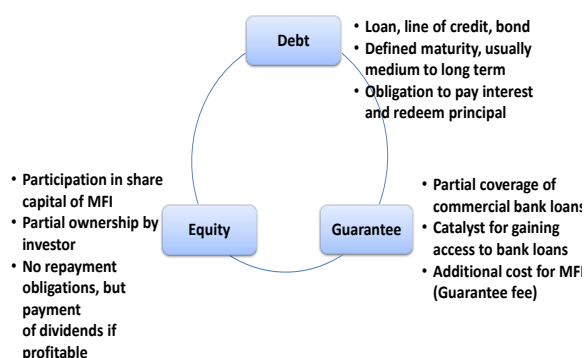 Debt
• Loan, line of credit, bond
• Defined maturity, usually
medium to long term
• Obligation to pay interest
and redeem principal
• Participation in share
capital of MFI
• Partial ownership by
investor
• No repayment
obligations, but
payment
of dividends if
profitable
Equity
Guarantee
• Partial coverage of
commercial bank loans
• Catalyst for gaining
access to bank loans
• Additional cost for MFI
(Guarantee fee)